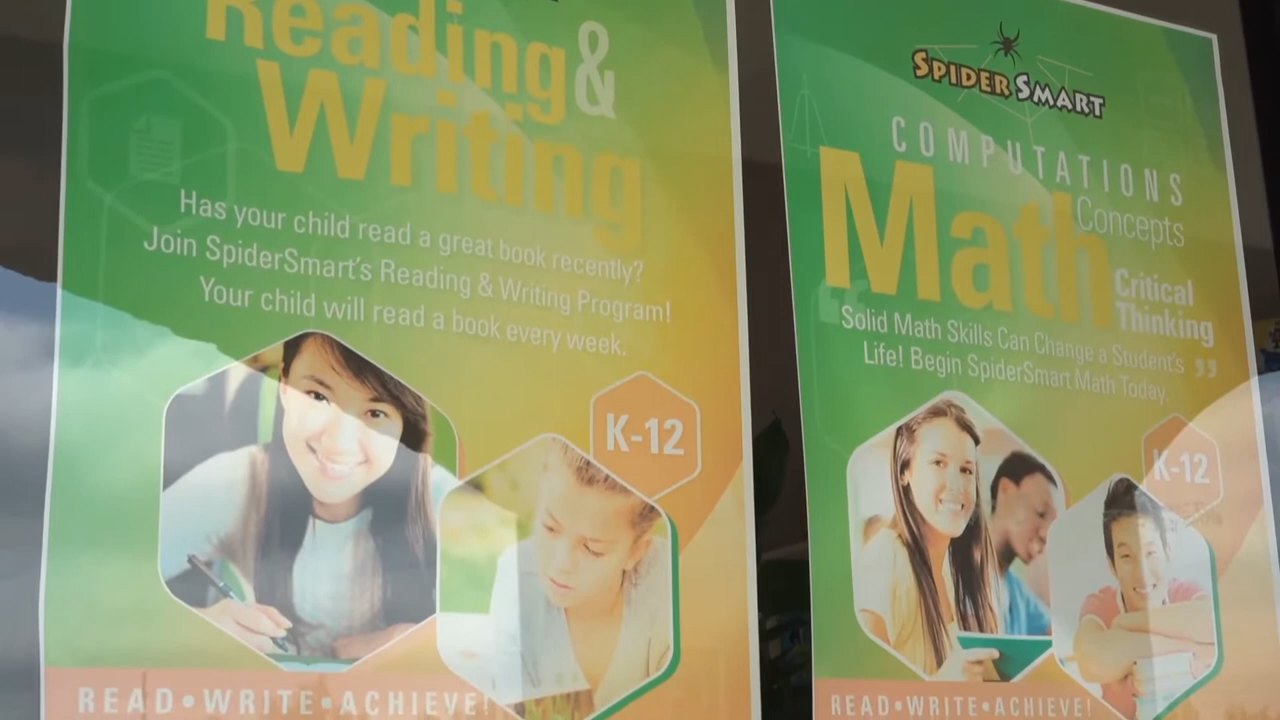 Reading &
Writing
Has your child read a great book recently?
Join SpiderSmart's Reading & Writing Program!
Your child will read a book every week.
K-12
READ•WRITE•ACHIEVE!
SPIDERSMART
COMPUTATIONS
Math
Concepts
Critical
Thinking
Solid Math Skills Can Change a Student's
Life! Begin SpiderSmart Math Today.
"
K-12
READ•WRITE•ACHIEVE!